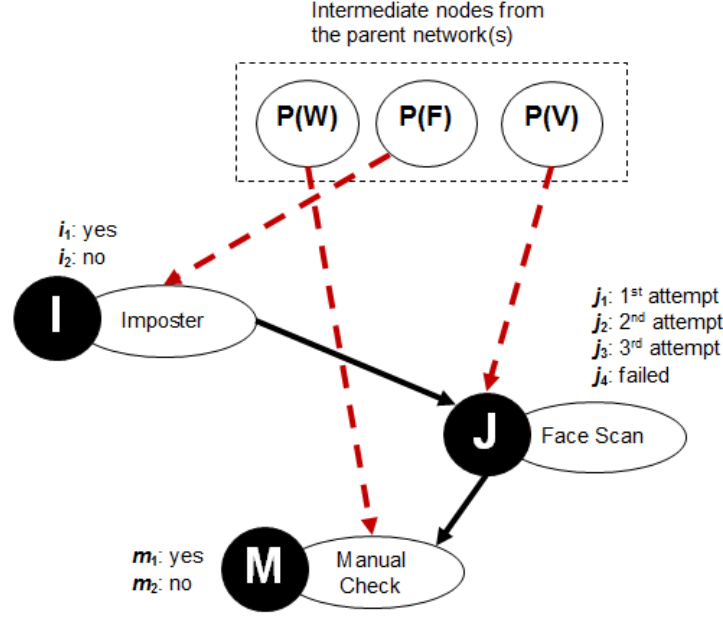 Intermediate nodes from
the parent network(s)
P(W)
P(F)
P(V)
i₁: yes
i₂: no
I
Imposter
j₁: 1st attempt
j₂: 2nd attempt
j₃: 3rd attempt
j₄: failed
J
Face Scan
m₁: yes
m₂: no
M
Manual
Check